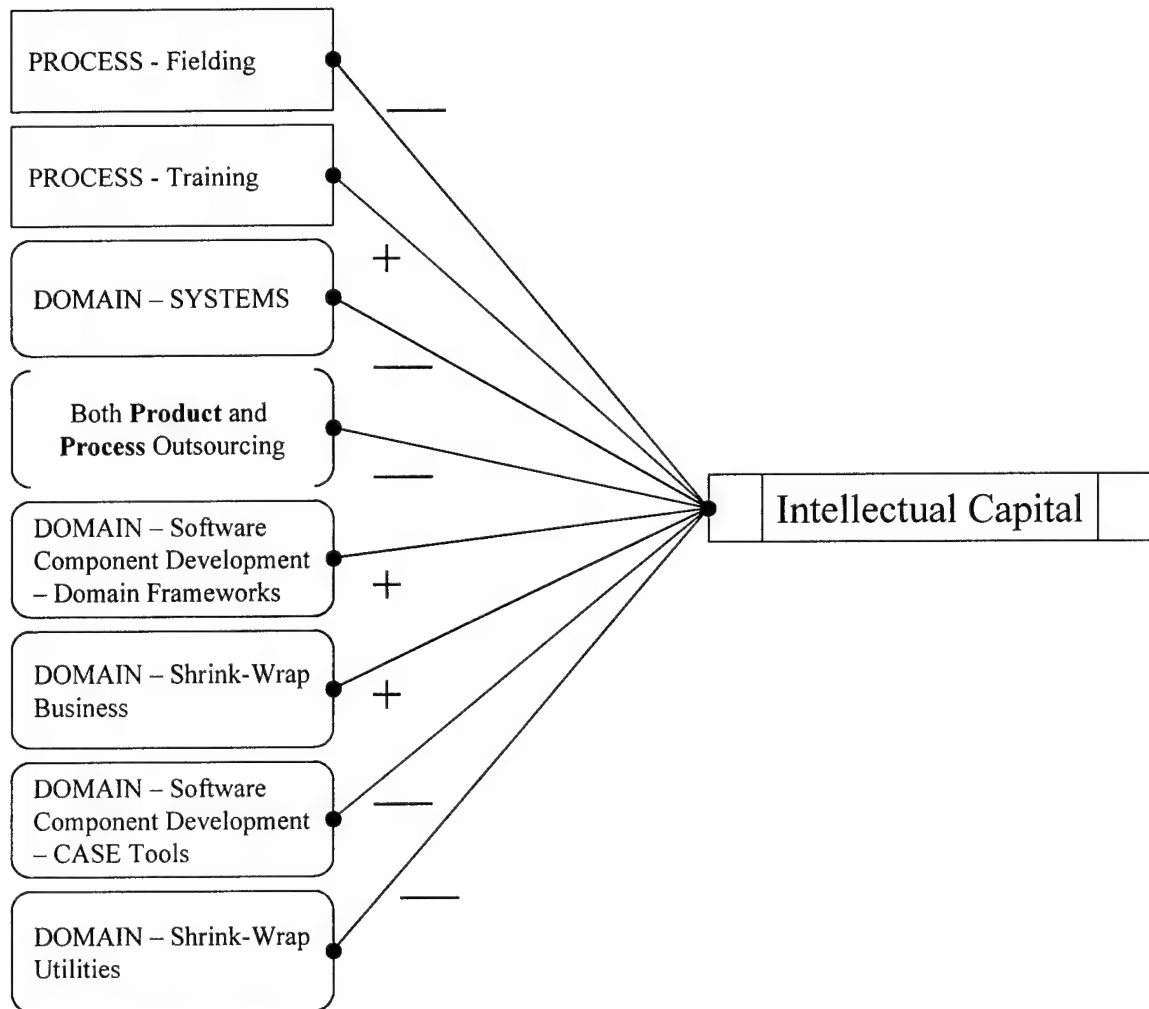 PROCESS - Fielding
—
PROCESS - Training
+
DOMAIN – SYSTEMS
—
Both Product and
Process Outsourcing
—
Intellectual Capital
DOMAIN – Software
Component Development
– Domain Frameworks
+
DOMAIN – Shrink-Wrap
Business
+
DOMAIN – Software
Component Development
– CASE Tools
—
DOMAIN – Shrink-Wrap
Utilities
—